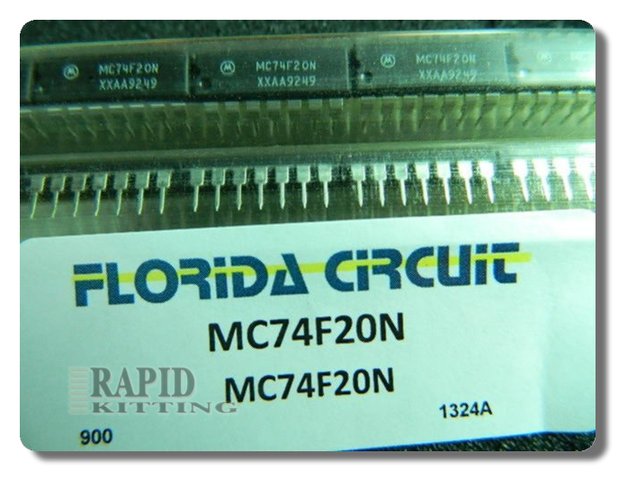 MC74F20N MC74F20N MC74F20N
XXAA9249 XXAA9249 XXAA9249
FLORIDA CIRCUIT
MC74F20N
MC74F20N
RAPID
KITTING
1324A
900